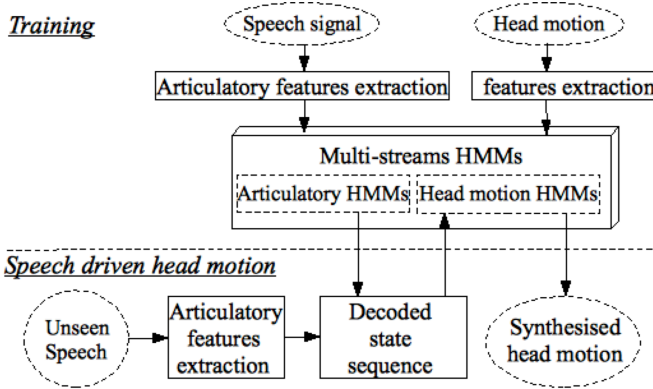 Training
Speech signal
Head motion
Articulatory features extraction
features extraction
Multi-streams HMMs
Articulatory HMMs
Head motion HMMs
Speech driven head motion
Unseen
Speech
Articulatory
features
extraction
Decoded
state
sequence
Synthesised
head motion